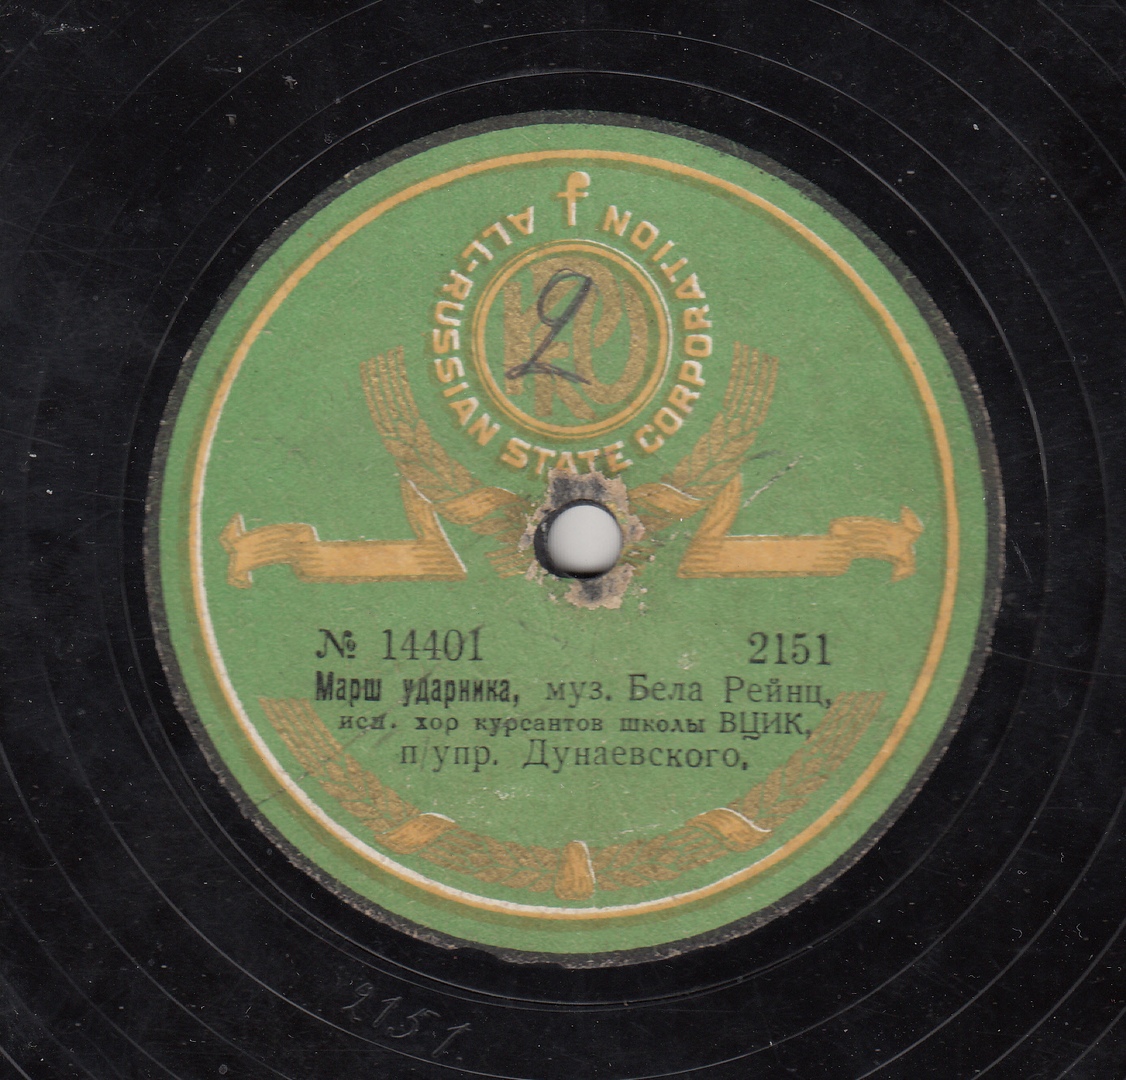 ALL-RUSSIAN STATE CORPORATION
2
№ 14401 2151
Марш ударника, муз. Бела Рейнц,
исп. хор курсантов школы ВЦИК,
п/упр. Дунаевского.
2151.